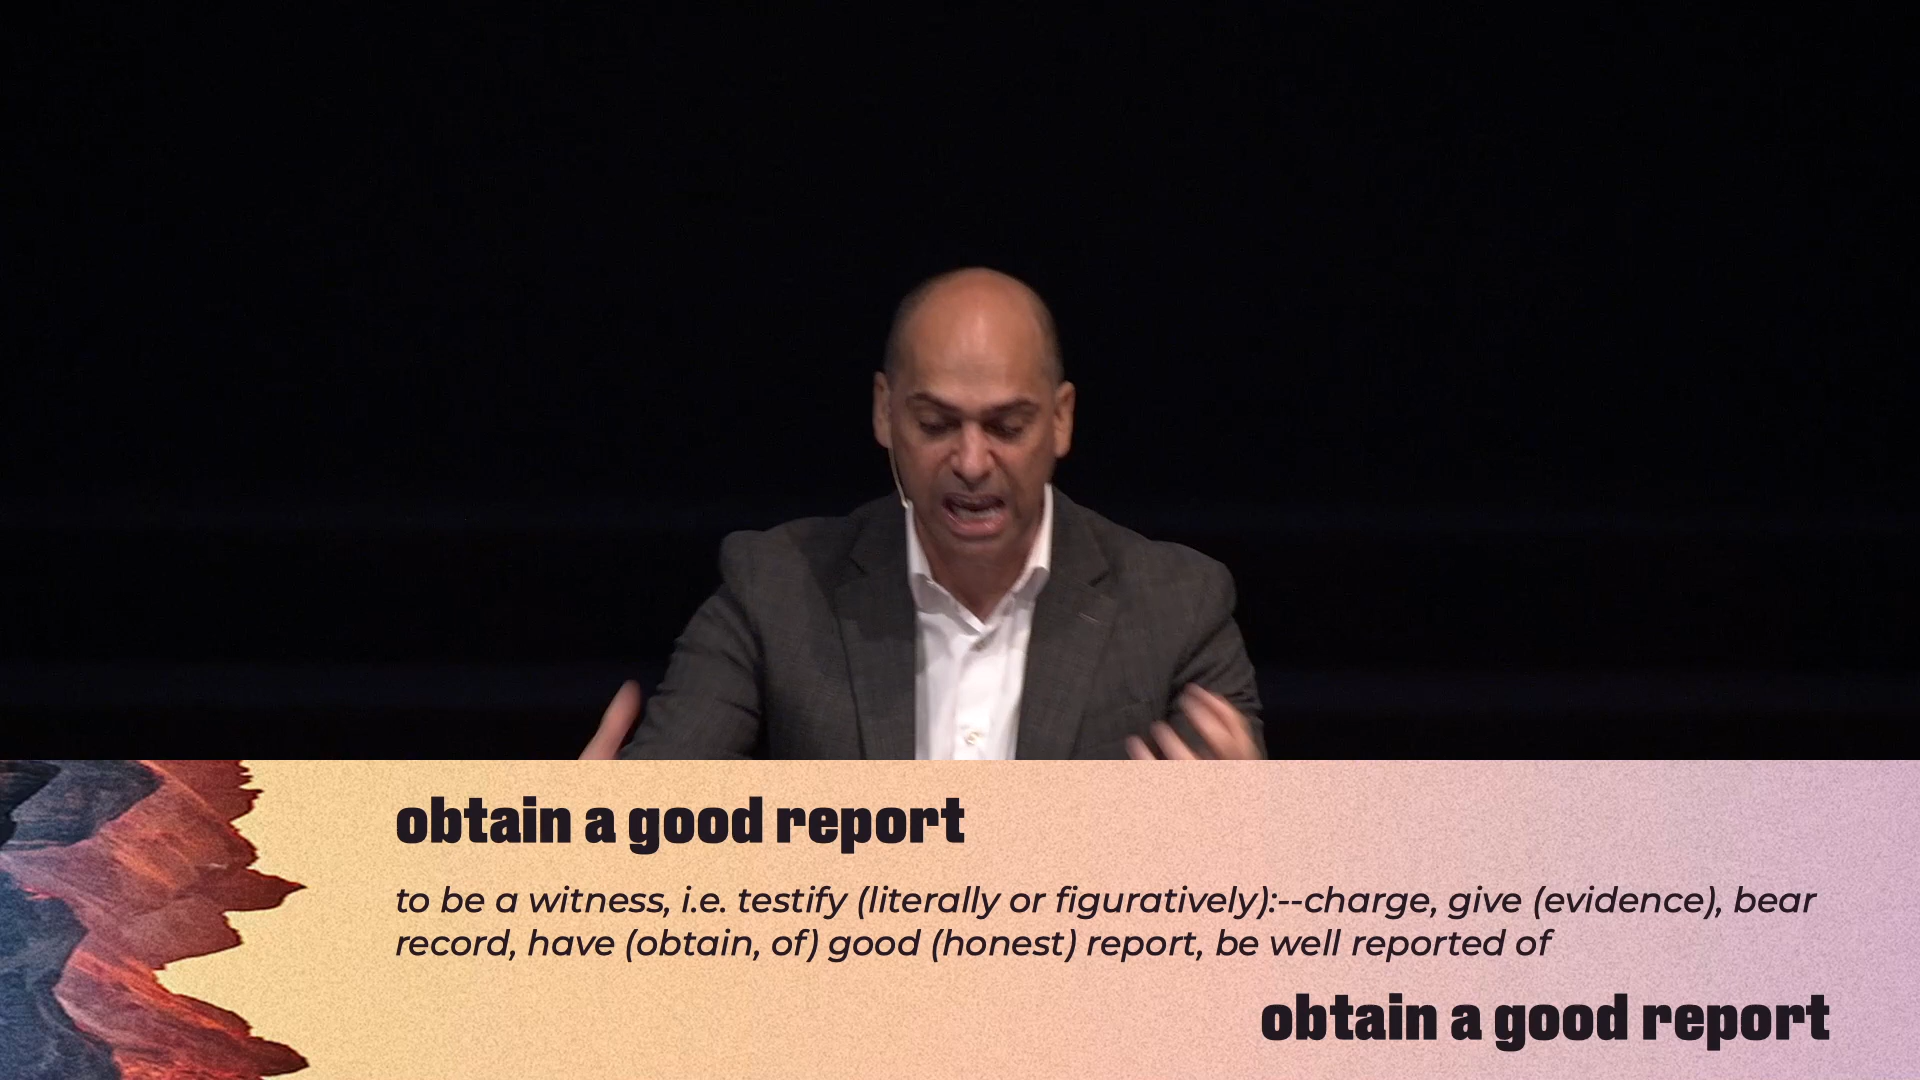 obtain a good report
to be a witness, i.e. testify (literally or figuratively):--charge, give (evidence), bear
record, have (obtain, of) good (honest) report, be well reported of
obtain a good report